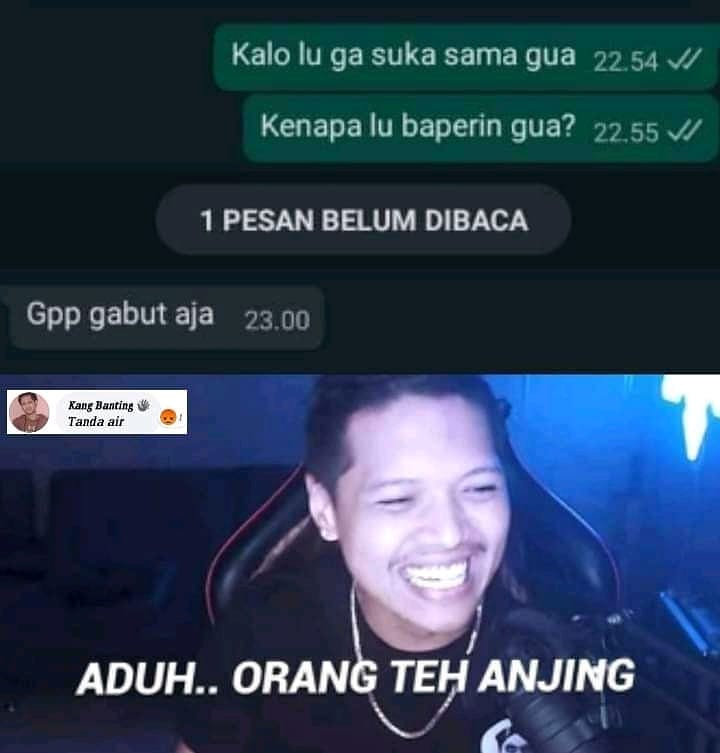 Kalo lu ga suka sama gua 22.54
Kenapa lu baperin gua? 22.55
1 PESAN BELUM DIBACA
Gpp gabut aja 23.00
Kang Banting
Tanda air
ADUH.. ORANG TEH ANJING